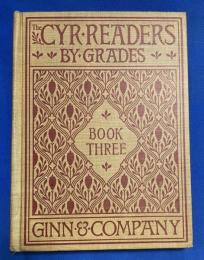 The
CYR·READERS
BY·GRADES
BOOK
THREE
GINN·&·COMPANY